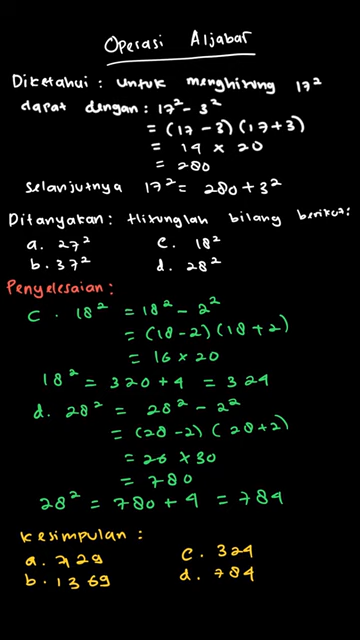 Operasi Aljabar
Diketahui : untuk menghitung 17²
dapat dengan : 17² - 3²
= (17 - 3) (17 + 3)
= 14 x 20
= 280
Selanjutnya 17² = 280 + 3²
Ditanyakan : Hitunglah bilang berikut :
a. 27² c. 18²
b. 37² d. 28²
Penyelesaian :
c. 18² = 18² - 2²
= (18 - 2) (18 + 2)
= 16 x 20
18² = 320 + 4 = 324
d. 28² = 28² - 2²
= (28 - 2) (28 + 2)
= 26 x 30
= 780
28² = 780 + 4 = 784
Kesimpulan :
a. 729 c. 324
b. 1369 d. 784